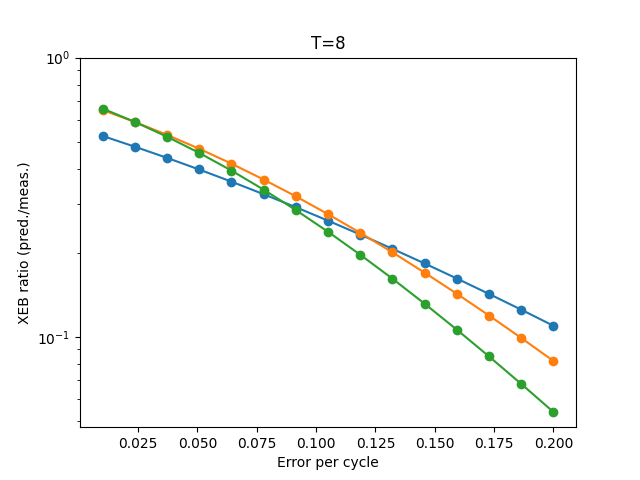 T=8
10⁰
10⁻¹
XEB ratio (pred./meas.)
0.025 0.050 0.075 0.100 0.125 0.150 0.175 0.200
Error per cycle